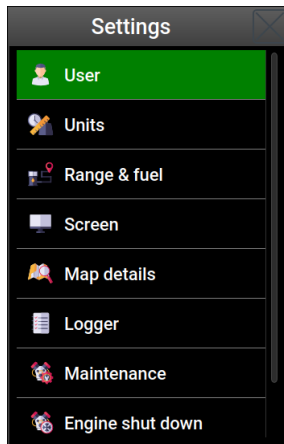 Settings
User
Units
Range & fuel
Screen
Map details
Logger
Maintenance
Engine shut down